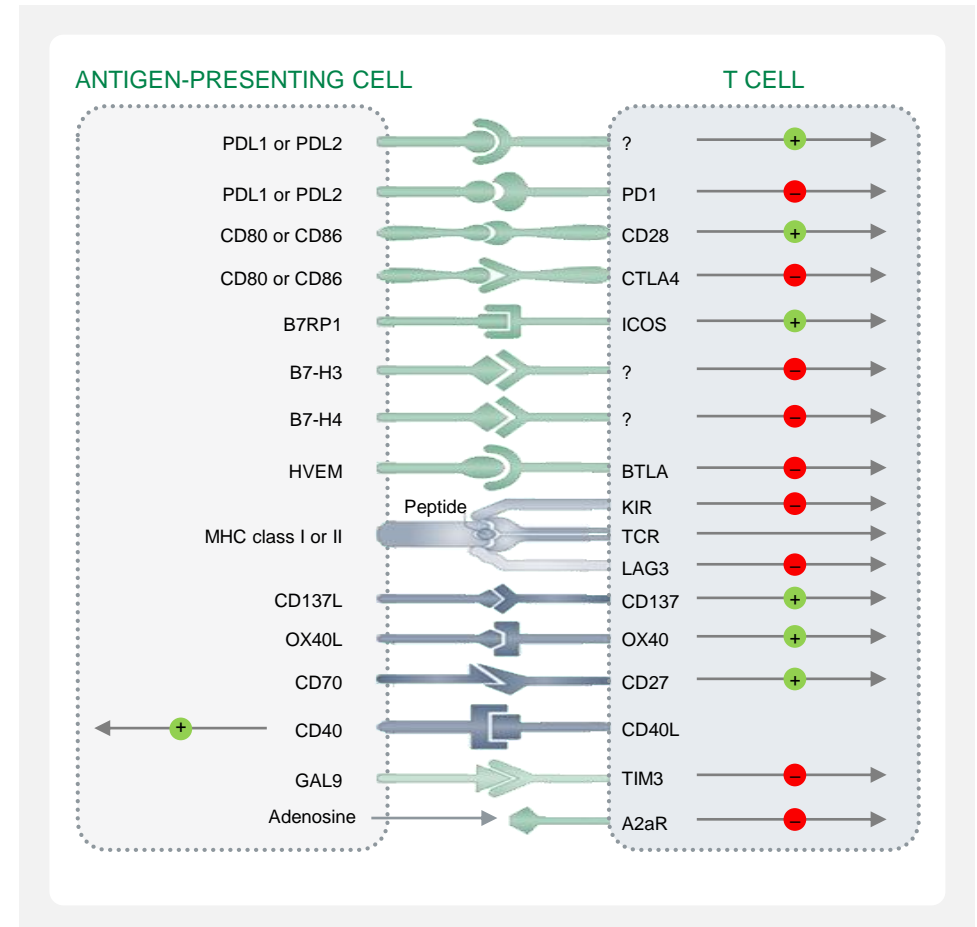 ANTIGEN-PRESENTING CELL T CELL
PDL1 or PDL2 ? +
PDL1 or PDL2 PD1 –
CD80 or CD86 CD28 +
CD80 or CD86 CTLA4 –
B7RP1 ICOS +
B7-H3 ? –
B7-H4 ? –
HVEM BTLA –
Peptide KIR –
MHC class I or II TCR
LAG3 –
CD137L CD137 +
OX40L OX40 +
CD70 CD27 +
+ CD40 CD40L
GAL9 TIM3 –
Adenosine A2aR –